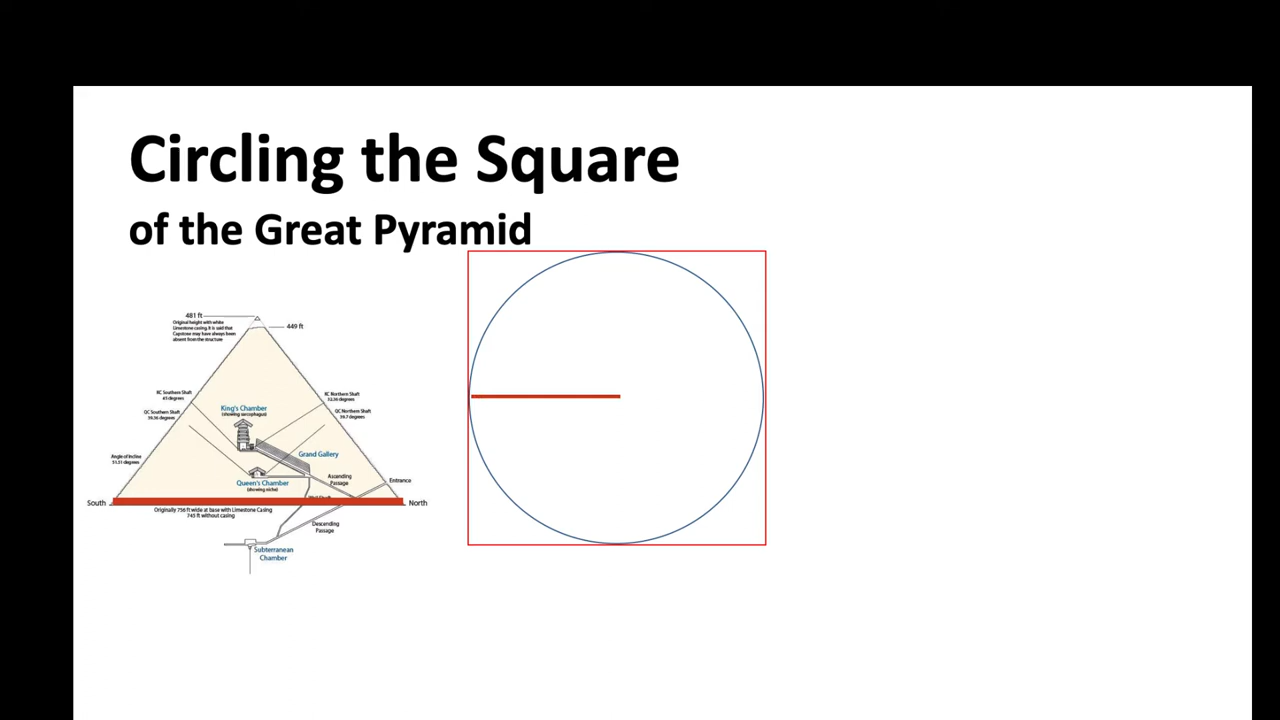 Circling the Square
of the Great Pyramid
481 ft
Original height with white
limestone casing. It is said that
Capstone may have always been
absent from the structure
449 ft
KC Southern Shaft
45 degrees
KC Northern Shaft
32.36 degrees
QC Southern Shaft
39.36 degrees
QC Northern Shaft
39.7 degrees
King's Chamber
(showing sarcophagus)
Grand Gallery
Angle of Incline
51.51 degrees
Queen's Chamber
(showing niche)
Ascending
Passage
Entrance
South
North
Originally 756 ft wide at base with Limestone Casing
745 ft without casing
Descending
Passage
Subterranean
Chamber